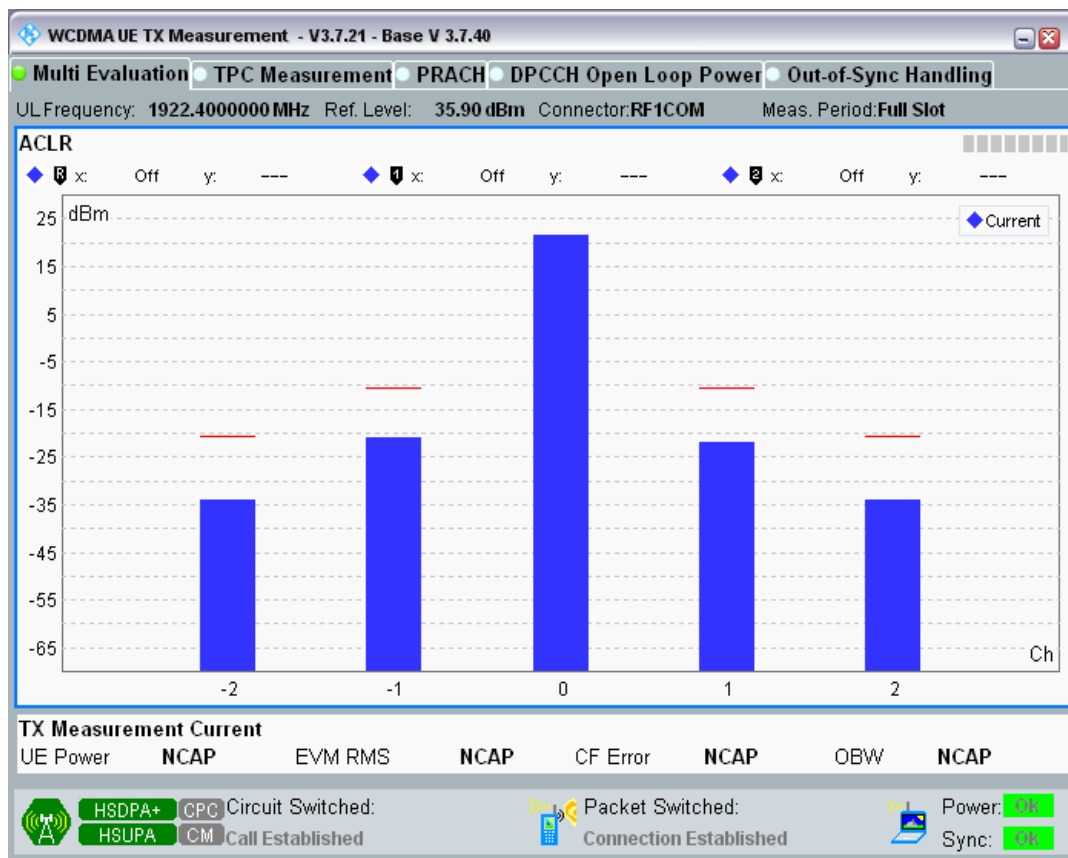 WCDMA UE TX Measurement - V3.7.21 - Base V 3.7.40
Multi Evaluation TPC Measurement PRACH DPCCH Open Loop Power Out-of-Sync Handling
UL Frequency: 1922.4000000 MHz Ref. Level: 35.90 dBm Connector:RF1COM Meas. Period:Full Slot
ACLR
R x: Off y: --- 1 x: Off y: --- 2 x: Off y: ---
dBm
Current
25
15
5
-5
-15
-25
-35
-45
-55
-65
Ch
-2 -1 0 1 2
TX Measurement Current
UE Power NCAP EVM RMS NCAP CF Error NCAP OBW NCAP
HSDPA+ CPC Circuit Switched: Packet Switched: Power: OK
HSUPA CM Call Established Connection Established Sync: OK